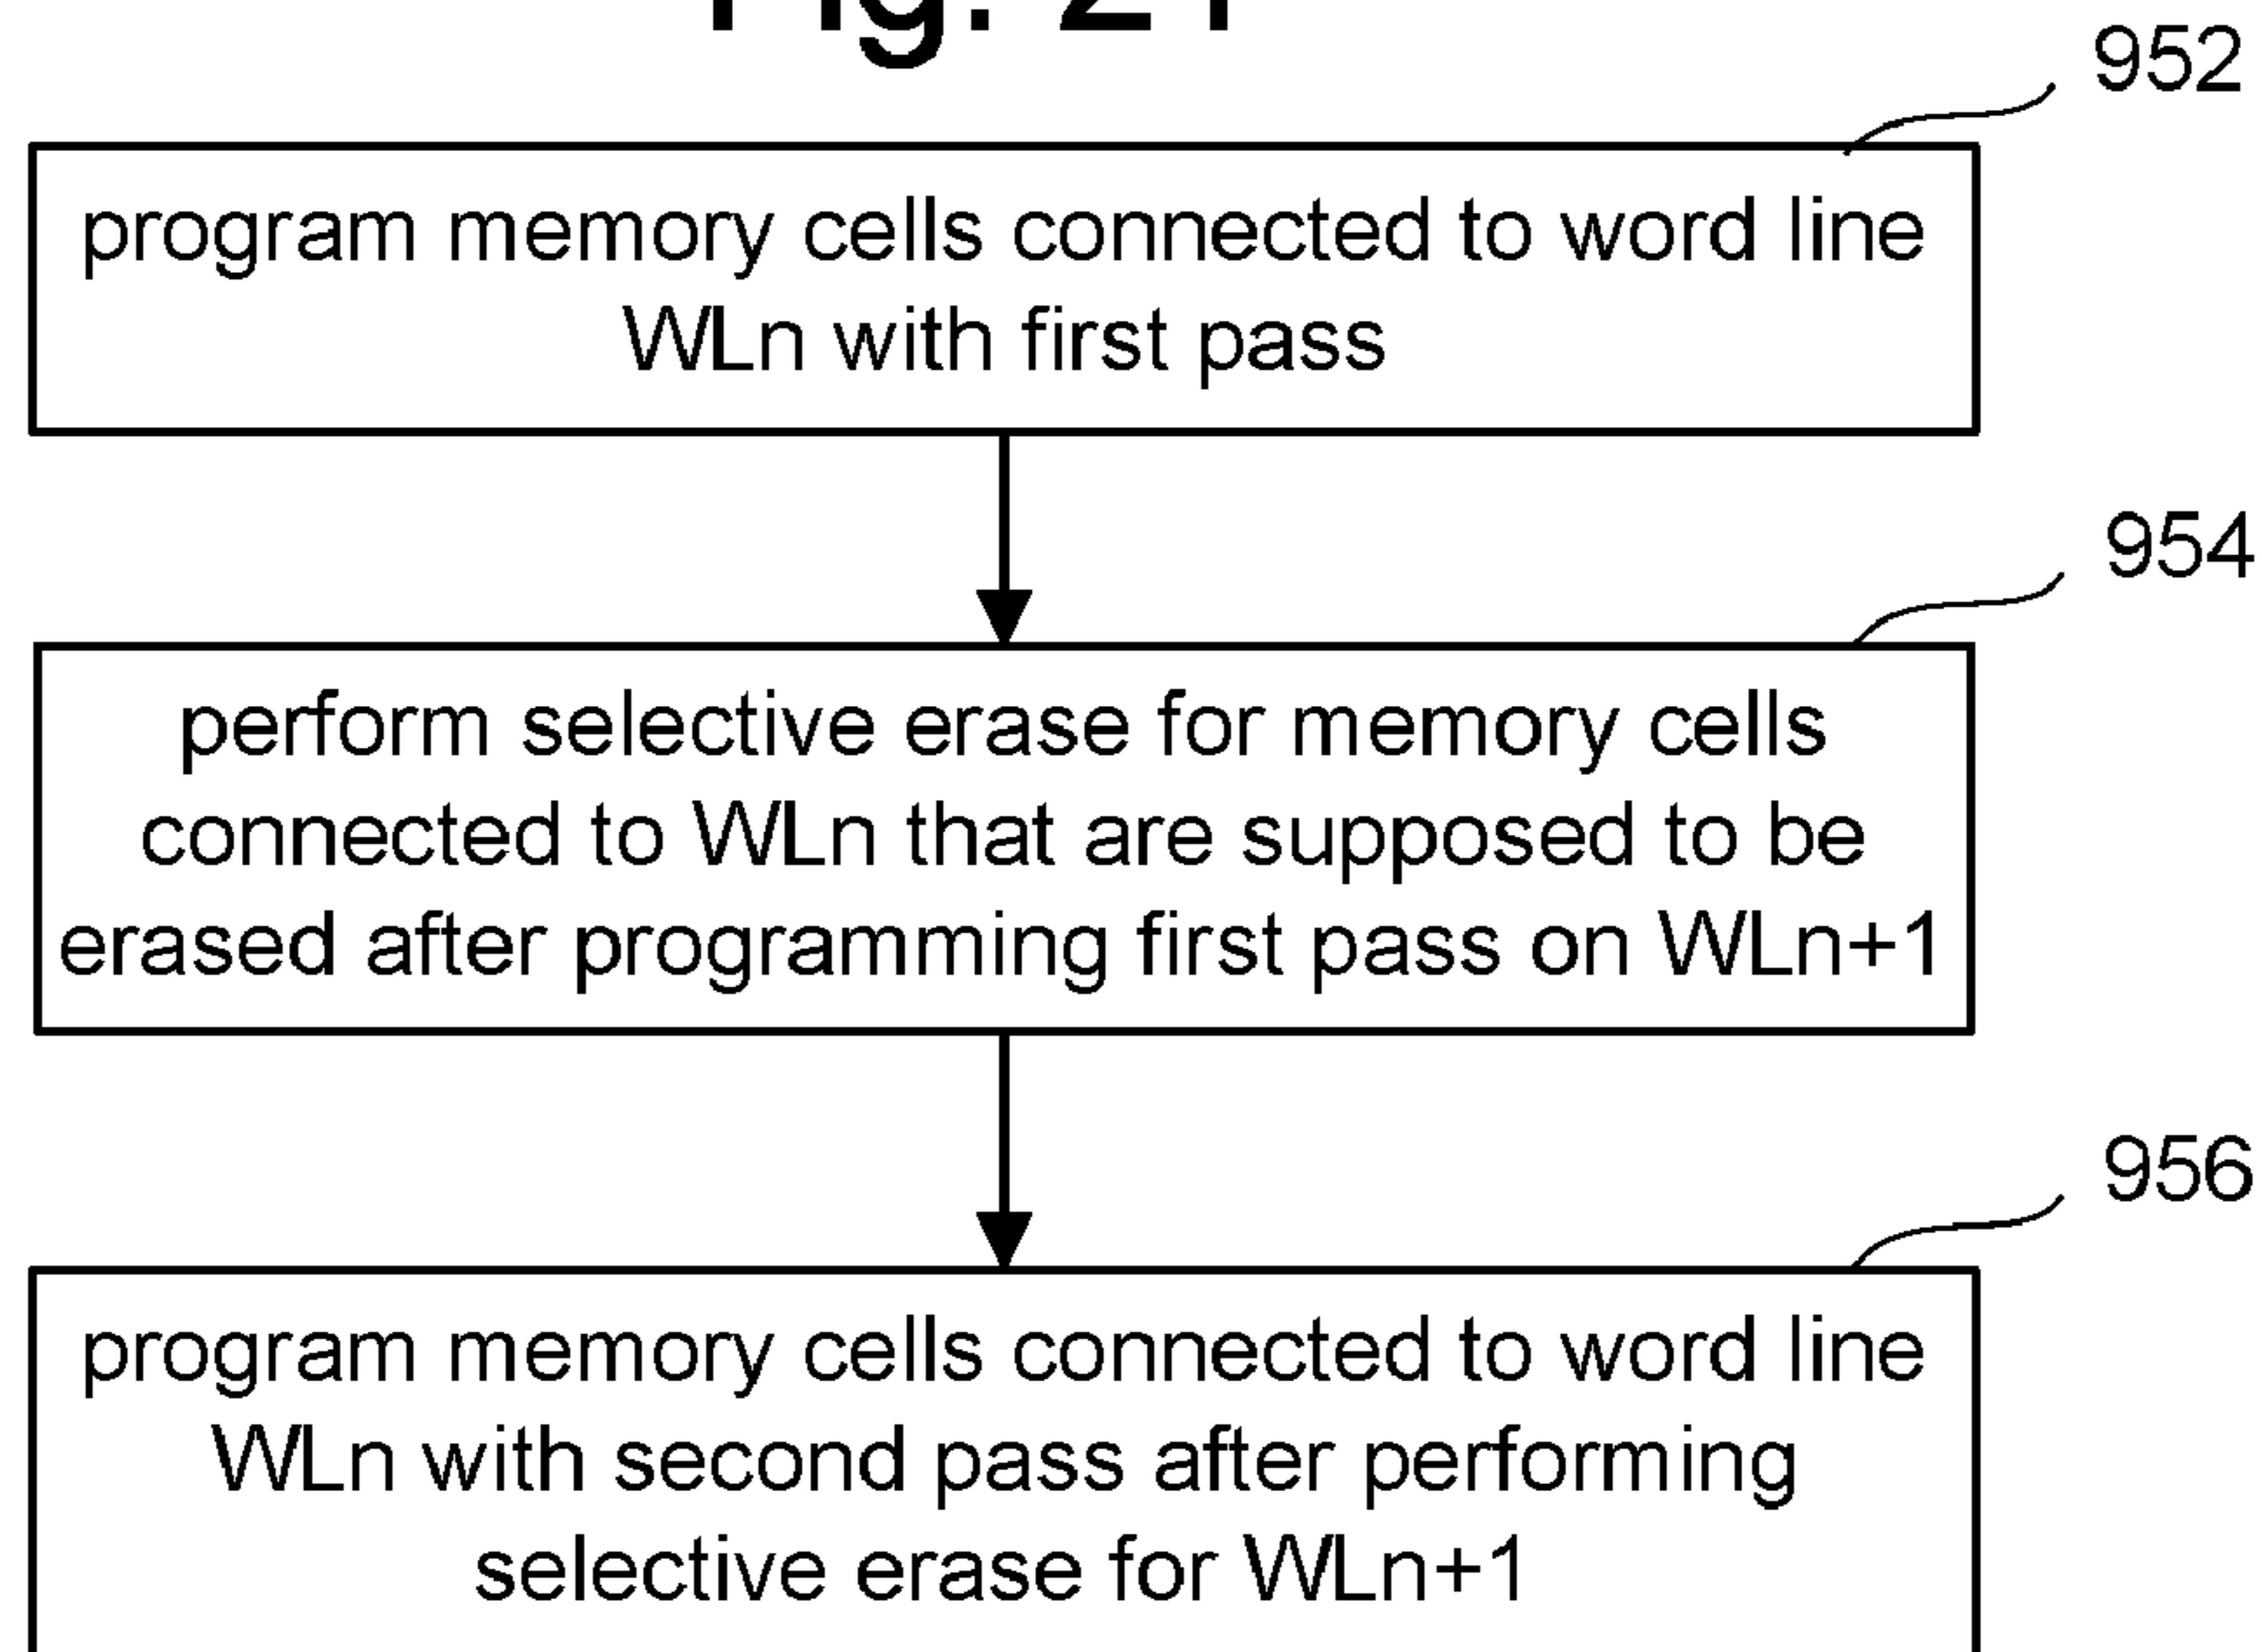 Fig.
952
program memory cells connected to word line
WLn with first pass
954
perform selective erase for memory cells
connected to WLn that are supposed to be
erased after programming first pass on WLn+1
956
program memory cells connected to word line
WLn with second pass after performing
selective erase for WLn+1